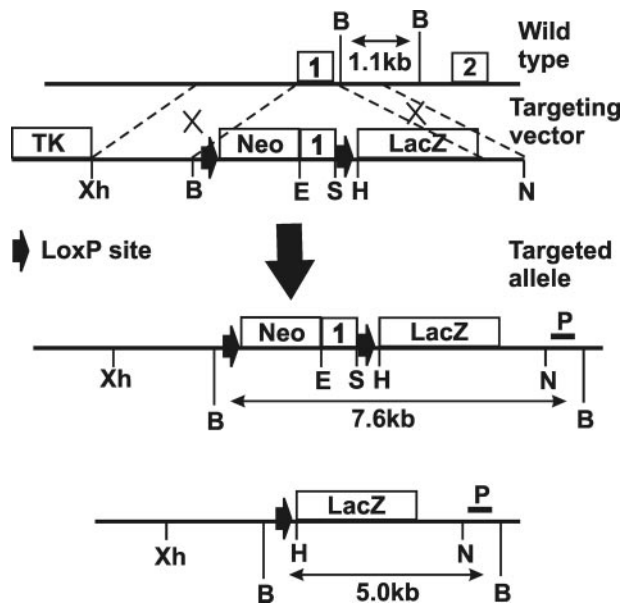 B B
Wild type
1 1.1kb 2
Targeting vector
TK Neo 1 LacZ
Xh B E S H N
LoxP site
Targeted allele
Neo 1 LacZ P
Xh B E S H N B
7.6kb
LacZ P
Xh B H N B
5.0kb